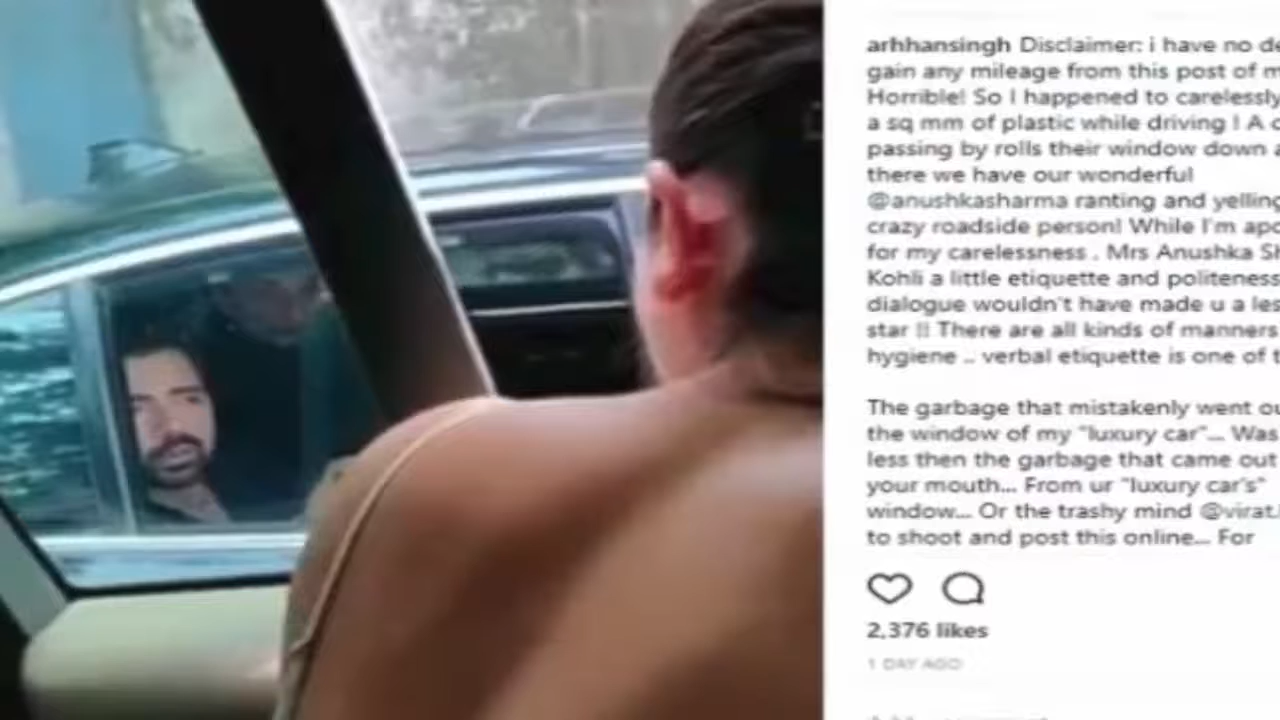 arhhansingh Disclaimer: i have no de
gain any mileage from this post of m
Horrible! So I happened to carelessly
a sq mm of plastic while driving ! A c
passing by rolls their window down a
there we have our wonderful
@anushkasharma ranting and yelling
crazy roadside person! While I'm apo
for my carelessness . Mrs Anushka Sh
Kohli a little etiquette and politeness
dialogue wouldn't have made u a les
star !! There are all kinds of manners
hygiene .. verbal etiquette is one of t
The garbage that mistakenly went ou
the window of my "luxury car"... Was
less then the garbage that came out
your mouth... From ur "luxury car's"
window... Or the trashy mind @virat.
to shoot and post this online... For
2,376 likes
1 DAY AGO